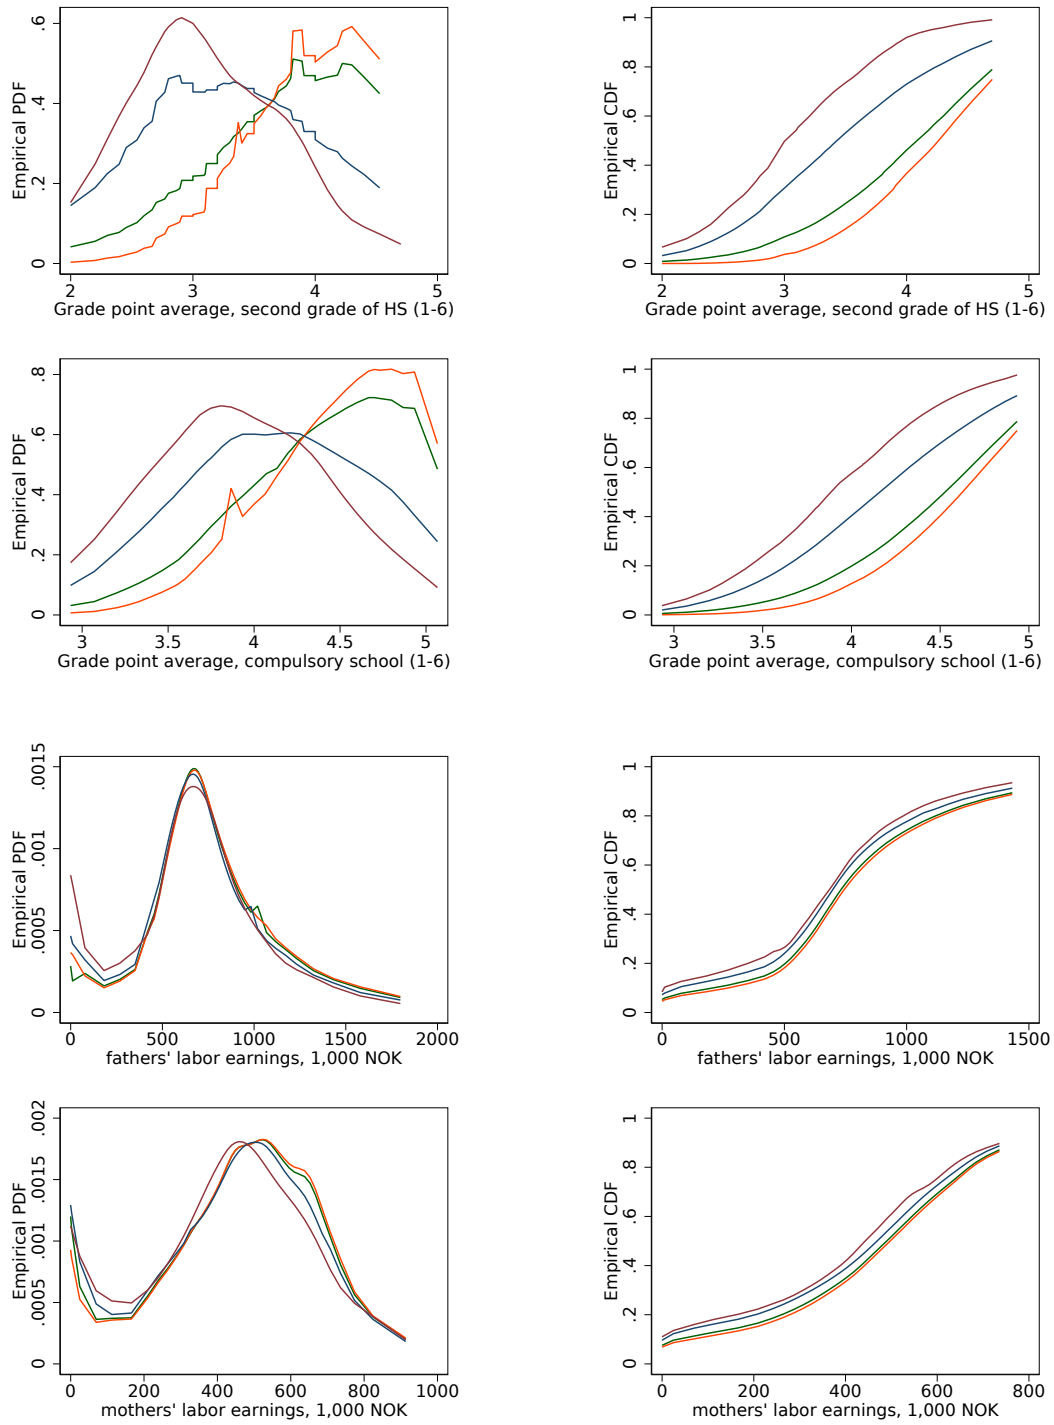 Empirical PDF
0 .2 .4 .6
2 3 4 5
Grade point average, second grade of HS (1-6)
Empirical CDF
0 .2 .4 .6 .8 1
2 3 4 5
Grade point average, second grade of HS (1-6)
Empirical PDF
0 .2 .4 .6 .8
3 3.5 4 4.5 5
Grade point average, compulsory school (1-6)
Empirical CDF
0 .2 .4 .6 .8 1
3 3.5 4 4.5 5
Grade point average, compulsory school (1-6)
Empirical PDF
0 .0005 .001 .0015
0 500 1000 1500 2000
fathers' labor earnings, 1,000 NOK
Empirical CDF
0 .2 .4 .6 .8 1
0 500 1000 1500
fathers' labor earnings, 1,000 NOK
Empirical PDF
0 .0005 .001 .0015 .002
0 200 400 600 800 1000
mothers' labor earnings, 1,000 NOK
Empirical CDF
0 .2 .4 .6 .8 1
0 200 400 600 800
mothers' labor earnings, 1,000 NOK